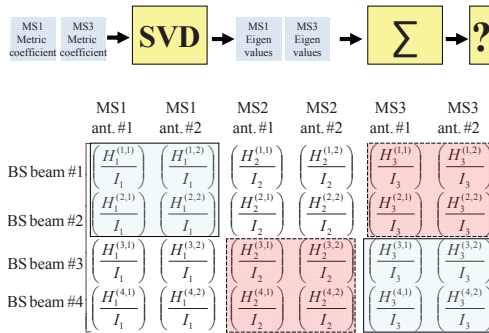 MS1 Metric coefficient MS3 Metric coefficient SVD MS1 Eigen values MS3 Eigen values ∑ ?
MS1 ant. #1 MS1 ant. #2 MS2 ant. #1 MS2 ant. #2 MS3 ant. #1 MS3 ant. #2
BS beam #1 (H_1^{(1,1)}/I_1) (H_1^{(1,2)}/I_1) (H_2^{(1,1)}/I_2) (H_2^{(1,2)}/I_2) (H_3^{(1,1)}/I_3) (H_3^{(1,2)}/I_3)
BS beam #2 (H_1^{(2,1)}/I_1) (H_1^{(2,2)}/I_1) (H_2^{(2,1)}/I_2) (H_2^{(2,2)}/I_2) (H_3^{(2,1)}/I_3) (H_3^{(2,2)}/I_3)
BS beam #3 (H_1^{(3,1)}/I_1) (H_1^{(3,2)}/I_1) (H_2^{(3,1)}/I_2) (H_2^{(3,2)}/I_2) (H_3^{(3,1)}/I_3) (H_3^{(3,2)}/I_3)
BS beam #4 (H_1^{(4,1)}/I_1) (H_1^{(4,2)}/I_1) (H_2^{(4,1)}/I_2) (H_2^{(4,2)}/I_2) (H_3^{(4,1)}/I_3) (H_3^{(4,2)}/I_3)